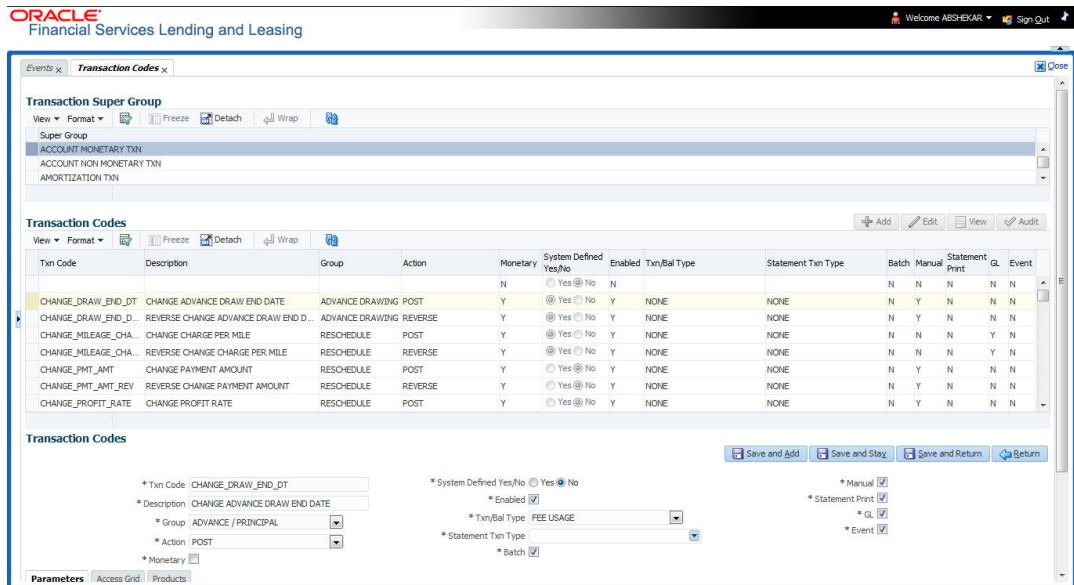 ORACLE®
Financial Services Lending and Leasing
Welcome ABSHEKAR Sign Out
Events x Transaction Codes x
Close
Transaction Super Group
View Format Freeze Detach Wrap
Super Group
ACCOUNT MONETARY TXN
ACCOUNT NON MONETARY TXN
AMORTIZATION TXN
Transaction Codes
Add Edit View Audit
View Format Freeze Detach Wrap
Txn Code Description Group Action Monetary System Defined Yes/No Enabled Txn/Bal Type Statement Txn Type Batch Manual Statement Print GL Event
N Yes No N N N N N N
CHANGE_DRAW_END_DT CHANGE ADVANCE DRAW END DATE ADVANCE DRAWING POST Y Yes No Y NONE NONE N Y N N N
CHANGE_DRAW_END_D... REVERSE CHANGE ADVANCE DRAW END D... ADVANCE DRAWING REVERSE Y Yes No Y NONE NONE N Y N N N
CHANGE_MILEAGE_CHA... CHANGE CHARGE PER MILE RESCHEDULE POST Y Yes No Y NONE NONE N N N Y N
CHANGE_MILEAGE_CHA... REVERSE CHANGE CHARGE PER MILE RESCHEDULE REVERSE Y Yes No Y NONE NONE N N N Y N
CHANGE_PMT_AMT CHANGE PAYMENT AMOUNT RESCHEDULE POST Y Yes No Y NONE NONE N Y N N N
CHANGE_PMT_AMT_REV REVERSE CHANGE PAYMENT AMOUNT RESCHEDULE REVERSE Y Yes No Y NONE NONE N Y N N N
CHANGE_PROFIT_RATE CHANGE PROFIT RATE RESCHEDULE POST Y Yes No Y NONE NONE N Y N N N
Transaction Codes
Save and Add Save and Stay Save and Return Return
* Txn Code CHANGE_DRAW_END_DT
* Description CHANGE ADVANCE DRAW END DATE
* Group ADVANCE / PRINCIPAL
* Action POST
* Monetary
* System Defined Yes/No Yes No
* Enabled
* Txn/Bal Type FEE USAGE
* Statement Txn Type
* Batch
* Manual
* Statement Print
* GL
* Event
Parameters Access Grid Products